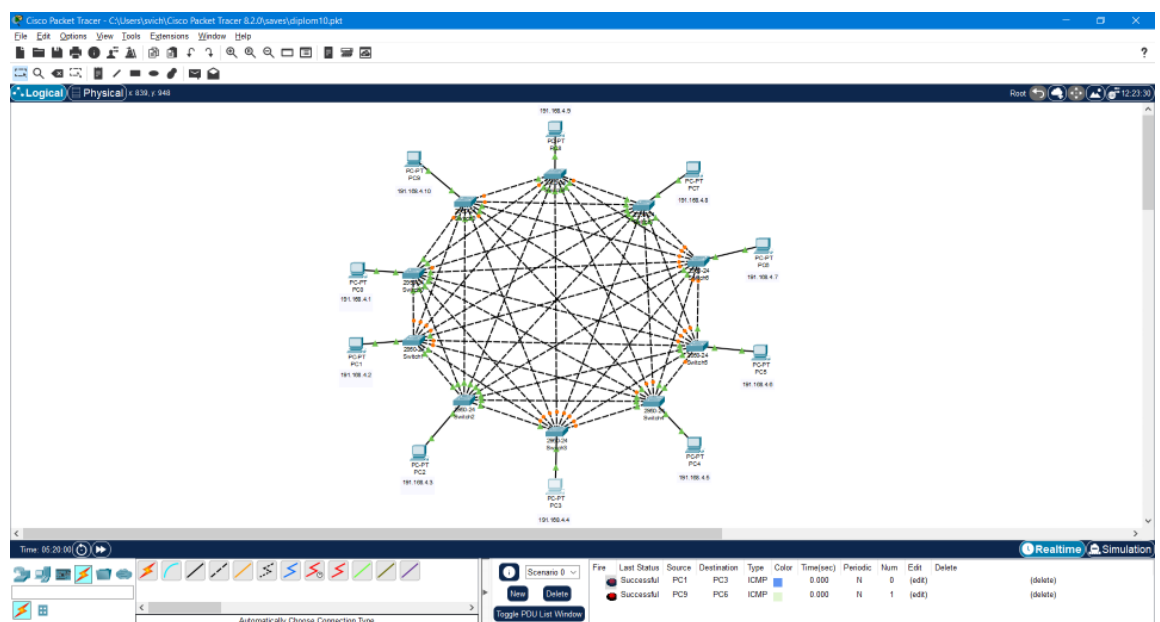 Cisco Packet Tracer - C:\Users\svich\Cisco Packet Tracer 8.2.0\saves\diplom10.pkt
File Edit Options View Tools Extensions Window Help
?
Logical Physical x: 839, y: 948 Root 12:23:30
191.168.4.9
PC-PT
PC-PT
PC9
191.168.4.10
PC-PT
PC7
191.168.4.8
PC-PT
191.168.4.7
PC-PT
PC0
191.168.4.1
PC-PT
PC1
191.168.4.2
PC-PT
PC5
191.168.4.6
2960-24
Switch2
2960-24
Switch3
PC-PT
PC2
191.168.4.3
PC-PT
PC4
191.168.4.5
PC-PT
PC3
191.168.4.4
Time: 05:20:00 Realtime Simulation
Scenario 0
New Delete
Toggle PDU List Window
Fire Last Status Source Destination Type Color Time(sec) Periodic Num Edit Delete
Successful PC1 PC3 ICMP 0.000 N 0 (edit) (delete)
Successful PC9 PC6 ICMP 0.000 N 1 (edit) (delete)
Automatically Choose Connection Type